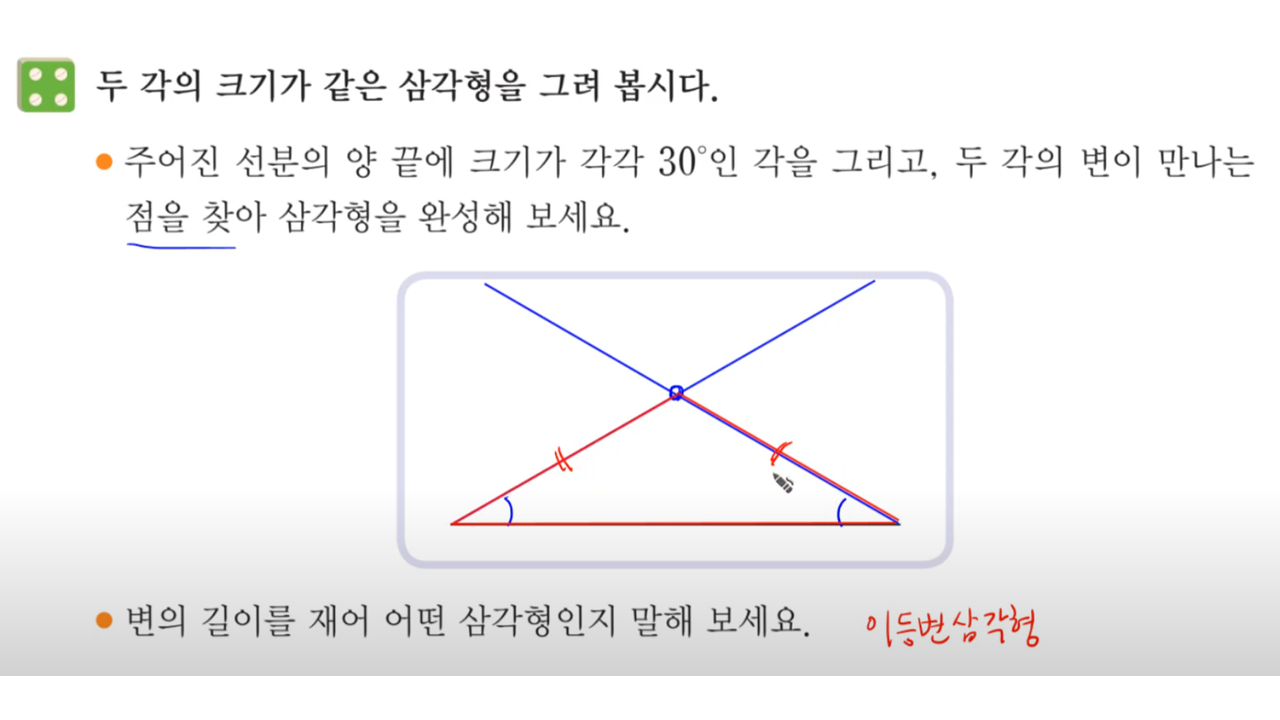 두 각의 크기가 같은 삼각형을 그려 봅시다.
주어진 선분의 양 끝에 크기가 각각 30°인 각을 그리고, 두 각의 변이 만나는
점을 찾아 삼각형을 완성해 보세요.
변의 길이를 재어 어떤 삼각형인지 말해 보세요. 이등변삼각형